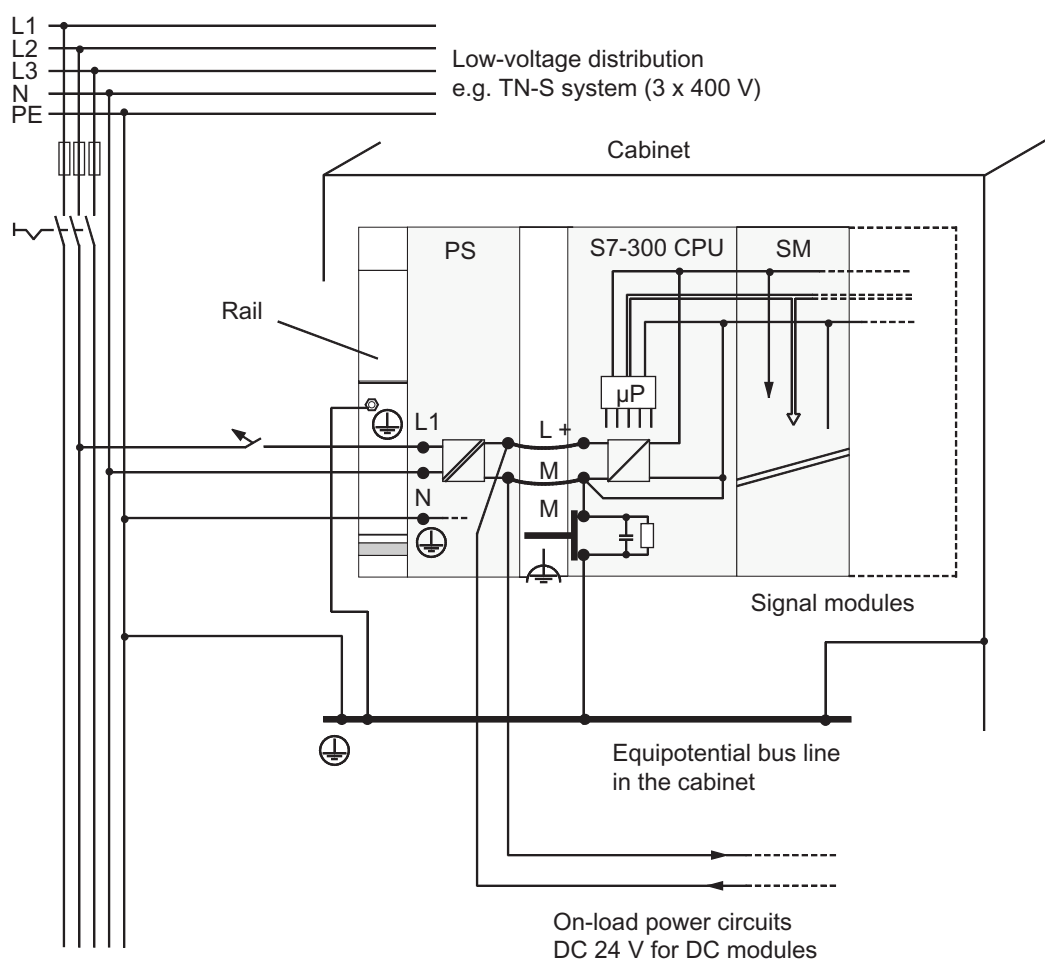 L1
L2
L3
N
PE
Low-voltage distribution
e.g. TN-S system (3 x 400 V)
Cabinet
PS
S7-300 CPU
SM
Rail
µP
L1
L +
M
N
M
Signal modules
Equipotential bus line
in the cabinet
On-load power circuits
DC 24 V for DC modules